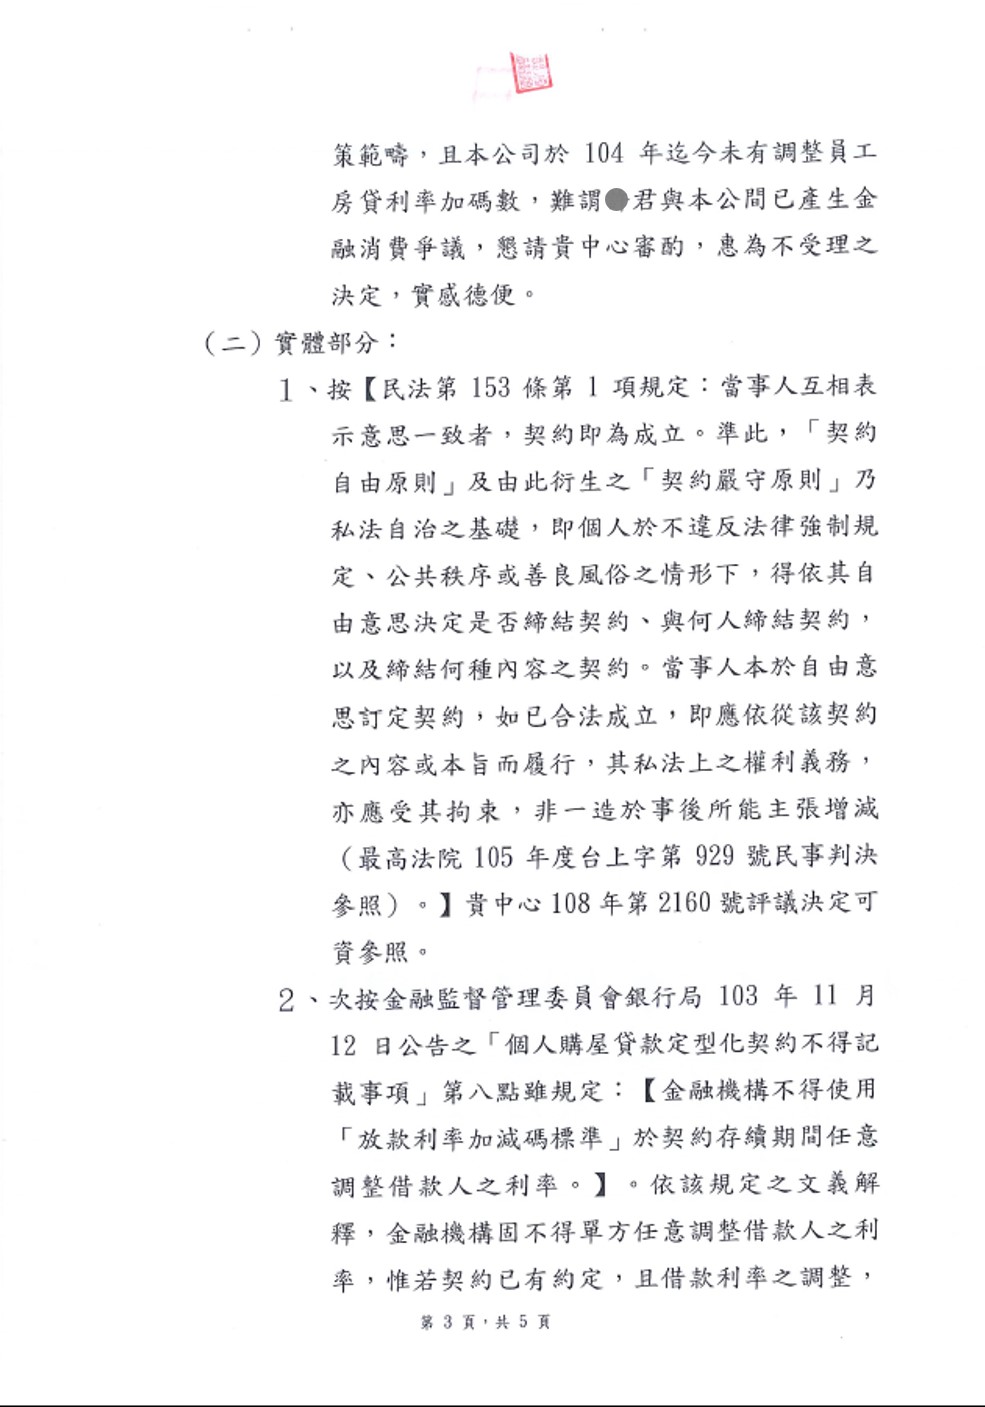 策範疇，且本公司於 104 年迄今未有調整員工
房貸利率加碼數，難謂●君與本公間已產生金
融消費爭議，懇請貴中心審酌，惠為不受理之
決定，實感德便。
（二）實體部分：
1、按【民法第 153 條第 1 項規定：當事人互相表
示意思一致者，契約即為成立。準此，「契約
自由原則」及由此衍生之「契約嚴守原則」乃
私法自治之基礎，即個人於不違反法律強制規
定、公共秩序或善良風俗之情形下，得依其自
由意思決定是否締結契約、與何人締結契約，
以及締結何種內容之契約。當事人本於自由意
思訂定契約，如已合法成立，即應依從該契約
之內容或本旨而履行，其私法上之權利義務，
亦應受其拘束，非一造於事後所能主張增減
（最高法院 105 年度台上字第 929 號民事判決
參照）。】貴中心 108 年第 2160 號評議決定可
資參照。
2、次按金融監督管理委員會銀行局 103 年 11 月
12 日公告之「個人購屋貸款定型化契約不得記
載事項」第八點雖規定：【金融機構不得使用
「放款利率加減碼標準」於契約存續期間任意
調整借款人之利率。】。依該規定之文義解
釋，金融機構固不得單方任意調整借款人之利
率，惟若契約已有約定，且借款利率之調整，
第 3 頁，共 5 頁